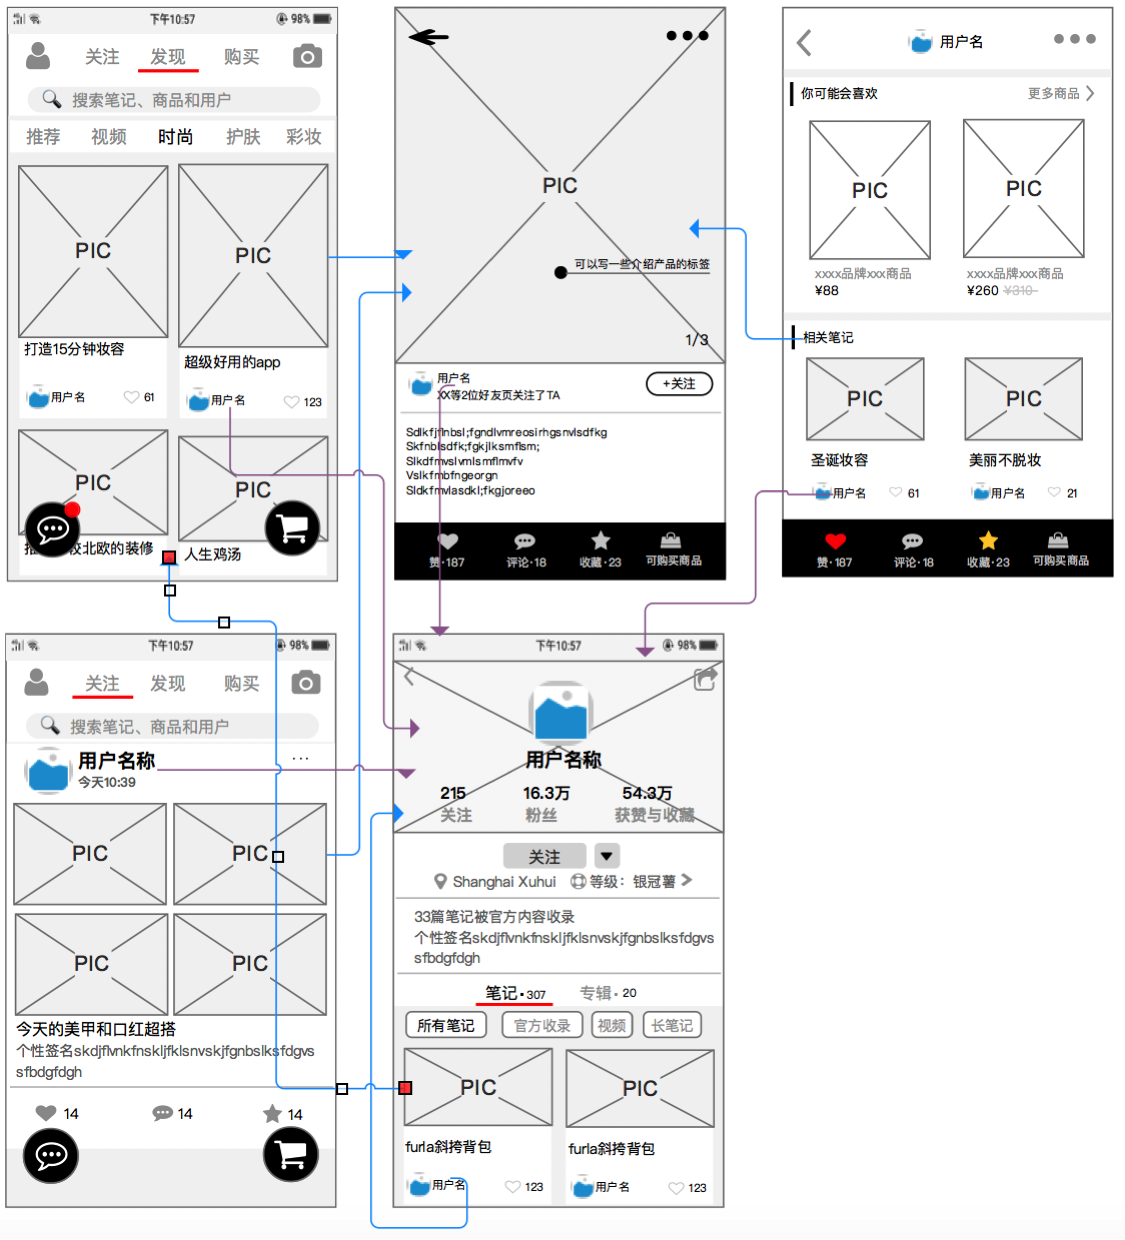 下午10:57
98%
关注
发现
购买
搜索笔记、商品和用户
推荐
视频
时尚
护肤
彩妆
PIC
PIC
打造15分钟妆容
超级好用的app
用户名
61
用户名
123
PIC
PIC
较北欧的装修
人生鸡汤
PIC
可以写一些介绍产品的标签
1/3
用户名
XX等2位好友页关注了TA
+关注
Sdlkfjflnbsl;fgndlvmreosirhgsnvlsdfkg
Skfnblsdfk;fgkjlksmflsm;
Slkdfmvslvmlsmflmvfv
Vslkfmbfngeorgn
Sldkfmvlasdkl;fkgjoreeo
赞·187
评论·18
收藏·23
可购买商品
用户名
你可能会喜欢
更多商品
PIC
PIC
xxxx品牌xxx商品
¥88
xxxx品牌xxx商品
¥260 ¥310
相关笔记
PIC
PIC
圣诞妆容
美丽不脱妆
用户名
61
用户名
21
赞·187
评论·18
收藏·23
可购买商品
下午10:57
98%
关注
发现
购买
搜索笔记、商品和用户
用户名称
今天10:39
...
PIC
PIC
PIC
PIC
今天的美甲和口红超搭
个性签名skdjflvnkfnskljfklsnvskjfgnbslksfdgvs
sfbdgfdgh
14
14
14
下午10:57
98%
用户名称
215
16.3万
54.3万
关注
粉丝
获赞与收藏
关注
Shanghai Xuhui
等级：银冠薯
33篇笔记被官方内容收录
个性签名skdjflvnkfnskljfklsnvskjfgnbslksfdgvs
sfbdgfdgh
笔记·307
专辑·20
所有笔记
官方收录
视频
长笔记
PIC
PIC
furla斜挎背包
furla斜挎背包
用户名
123
用户名
123